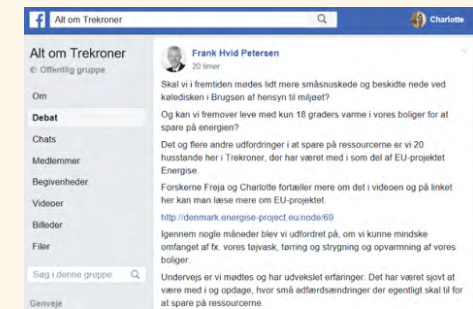 Alt om Trekroner
Charlotte
Alt om Trekroner
Offentlig gruppe
Om
Debat
Chats
Medlemmer
Begivenheder
Videoer
Billeder
Filer
Søg i denne gruppe
Genveje
Frank Hvid Petersen
20 timer
Skal vi i fremtiden mødes lidt mere småsnuskede og beskidte nede ved
køledisken i Brugsen af hensyn til miljøet?
Og kan vi fremover leve med kun 18 graders varme i vores boliger for at
spare på energien?
Det og flere andre udfordringer i at spare på ressourcerne er vi 20
husstande her i Trekroner, der har været med i som del af EU-projektet
Energise.
Forskerne Freja og Charlotte fortæller mere om det i videoen og på linket
her kan man læse mere om EU-projektet.
http://denmark.energise-project.eu/node/69
Igennem nogle måneder blev vi udfordret på, om vi kunne mindske
omfanget af fx. vores tøjvask, tørring og strygning og opvarmning af vores
boliger.
Undervejs er vi mødtes og har udvekslet erfaringer. Det har været sjovt at
være med i og opdage, hvor små adfærdsændringer der egentligt skal til for
at spare på ressourcerne.